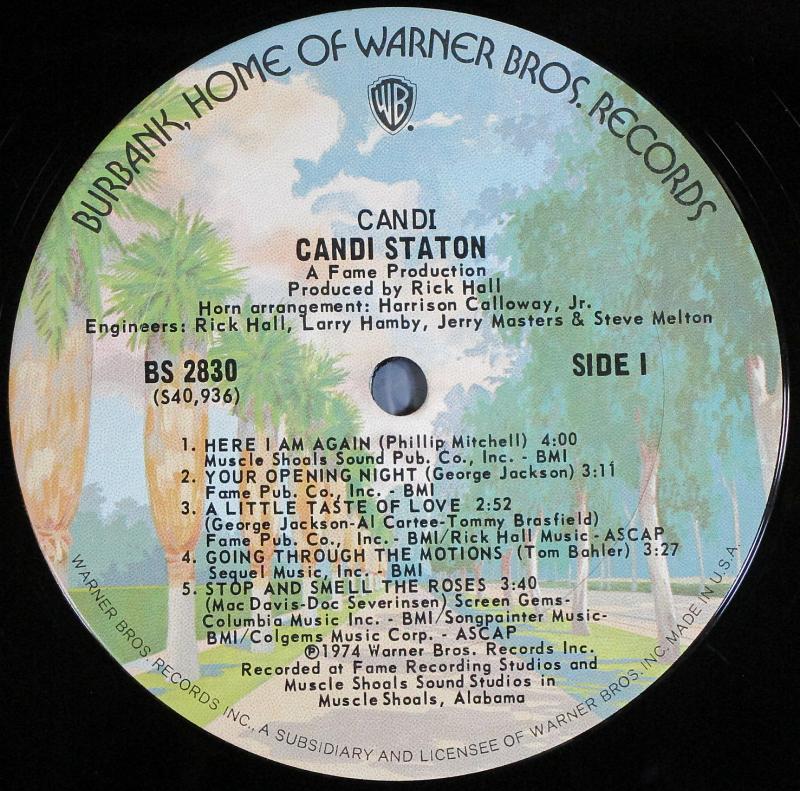 BURBANK, HOME OF WARNER BROS. RECORDS
WB
CANDI
CANDI STATON
A Fame Production
Produced by Rick Hall
Horn arrangement: Harrison Calloway, Jr.
Engineers: Rick Hall, Larry Hamby, Jerry Masters & Steve Melton
BS 2830
(S40,936)
SIDE 1
1. HERE I AM AGAIN (Phillip Mitchell) 4:00
Muscle Shoals Sound Pub. Co., Inc. - BMI
2. YOUR OPENING NIGHT (George Jackson) 3:11
Fame Pub. Co., Inc. - BMI
3. A LITTLE TASTE OF LOVE 2:52
(George Jackson-Al Cartee-Tommy Brasfield)
Fame Pub. Co., Inc. - BMI/Rick Hall Music - ASCAP
4. GOING THROUGH THE MOTIONS (Tom Bahler) 3:27
Sequel Music, Inc. - BMI
5. STOP AND SMELL THE ROSES 3:40
(Mac Davis-Doc Severinsen) Screen Gems-
Columbia Music Inc. - BMI/Songpainter Music-
BMI/Colgems Music Corp. - ASCAP
℗1974 Warner Bros. Records Inc.
Recorded at Fame Recording Studios and
Muscle Shoals Sound Studios in
Muscle Shoals, Alabama
WARNER BROS. RECORDS INC., A SUBSIDIARY AND LICENSEE OF WARNER BROS. INC. MADE IN U.S.A.